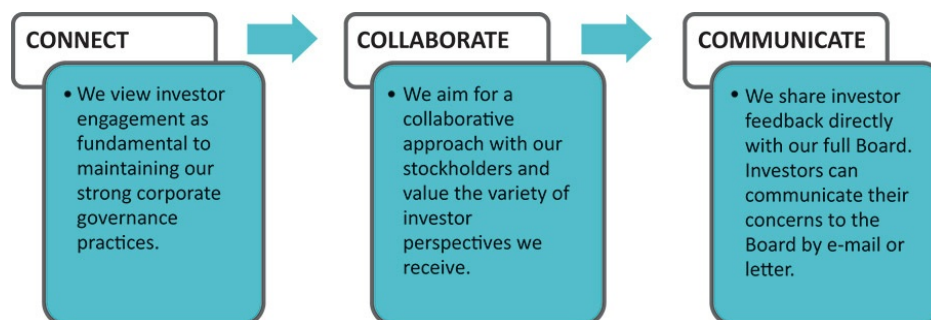 CONNECT
• We view investor
engagement as
fundamental to
maintaining our
strong corporate
governance
practices.
COLLABORATE
• We aim for a
collaborative
approach with our
stockholders and
value the variety of
investor
perspectives we
receive.
COMMUNICATE
• We share investor
feedback directly
with our full Board.
Investors can
communicate their
concerns to the
Board by e-mail or
letter.